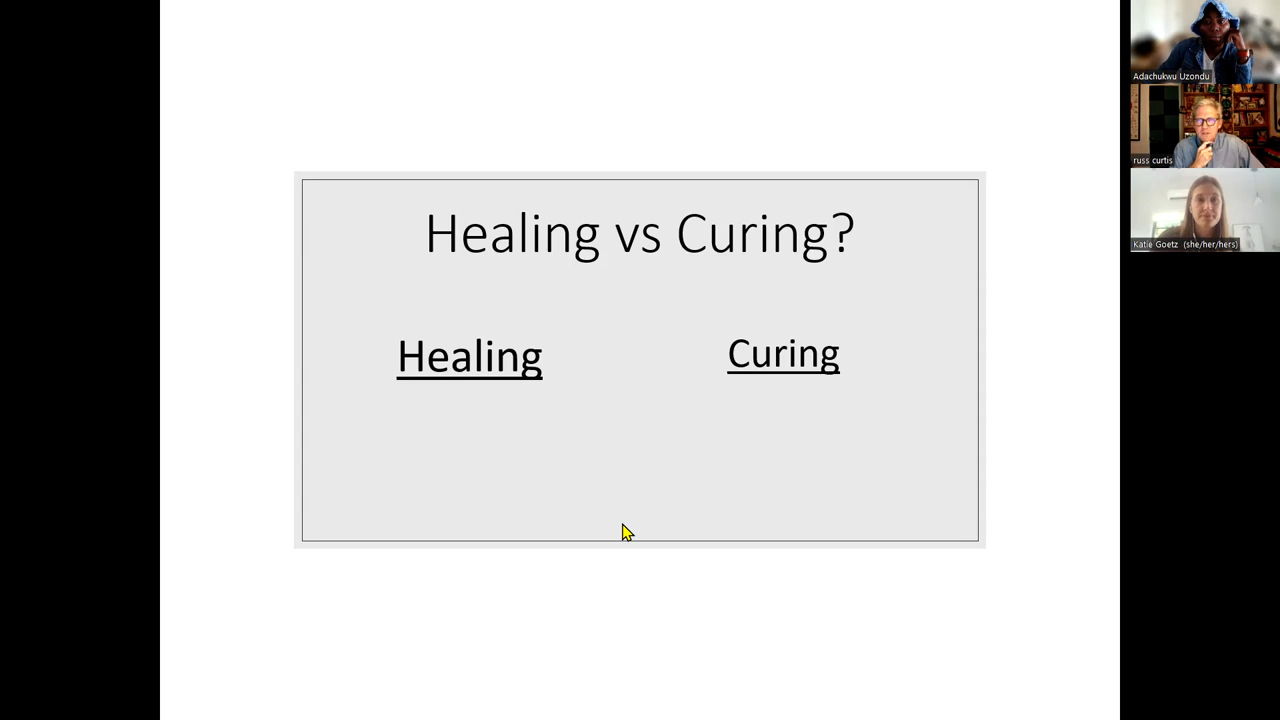 Healing vs Curing?
Healing
Curing
Adachukwu Uzondu
russ curtis
Katie Goetz (she/her/hers)